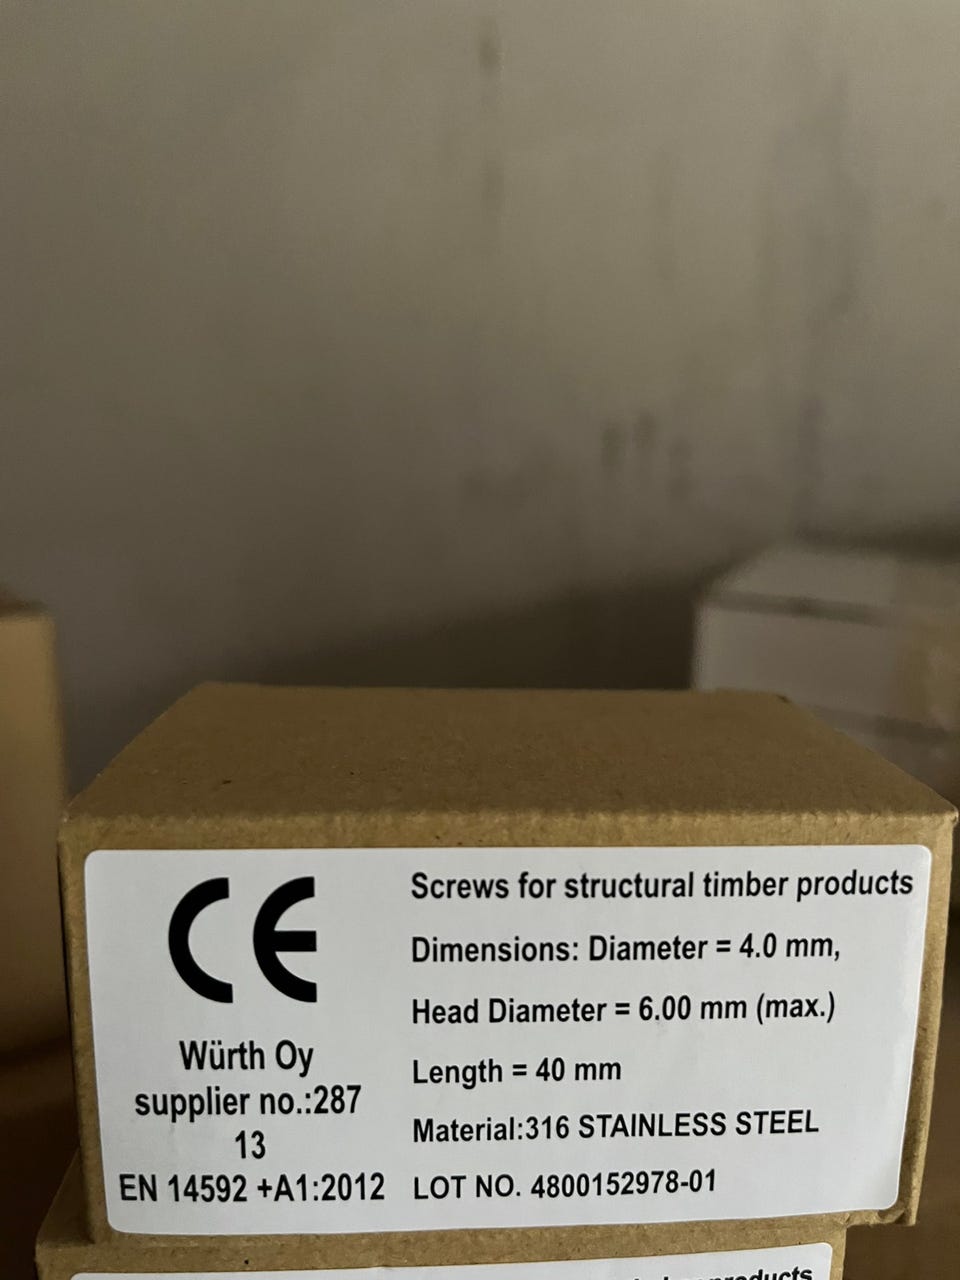 CE
Würth Oy
supplier no.:287
13
EN 14592 +A1:2012
Screws for structural timber products
Dimensions: Diameter = 4.0 mm,
Head Diameter = 6.00 mm (max.)
Length = 40 mm
Material:316 STAINLESS STEEL
LOT NO. 4800152978-01
products